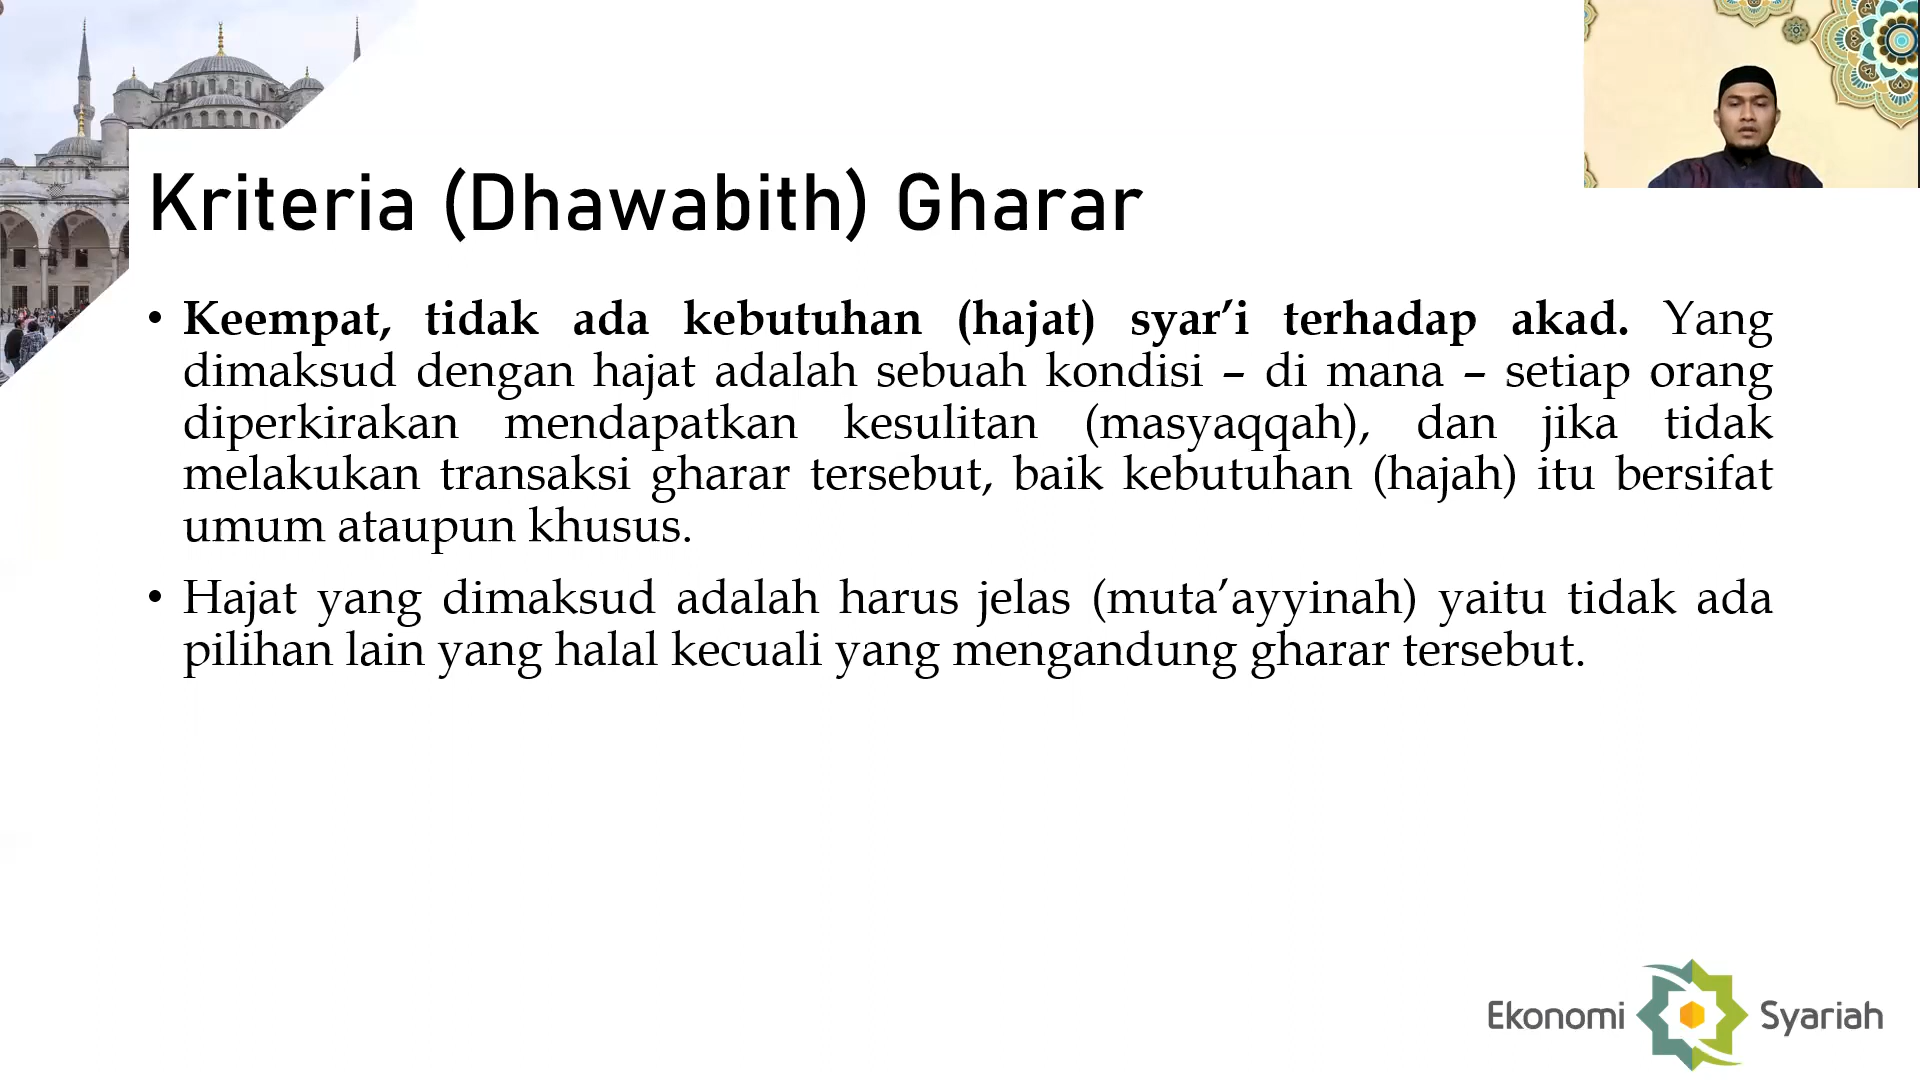 Kriteria (Dhawabith) Gharar
• Keempat, tidak ada kebutuhan (hajat) syar’i terhadap akad. Yang
dimaksud dengan hajat adalah sebuah kondisi – di mana – setiap orang
diperkirakan mendapatkan kesulitan (masyaqqah), dan jika tidak
melakukan transaksi gharar tersebut, baik kebutuhan (hajah) itu bersifat
umum ataupun khusus.
• Hajat yang dimaksud adalah harus jelas (muta’ayyinah) yaitu tidak ada
pilihan lain yang halal kecuali yang mengandung gharar tersebut.
Ekonomi Syariah